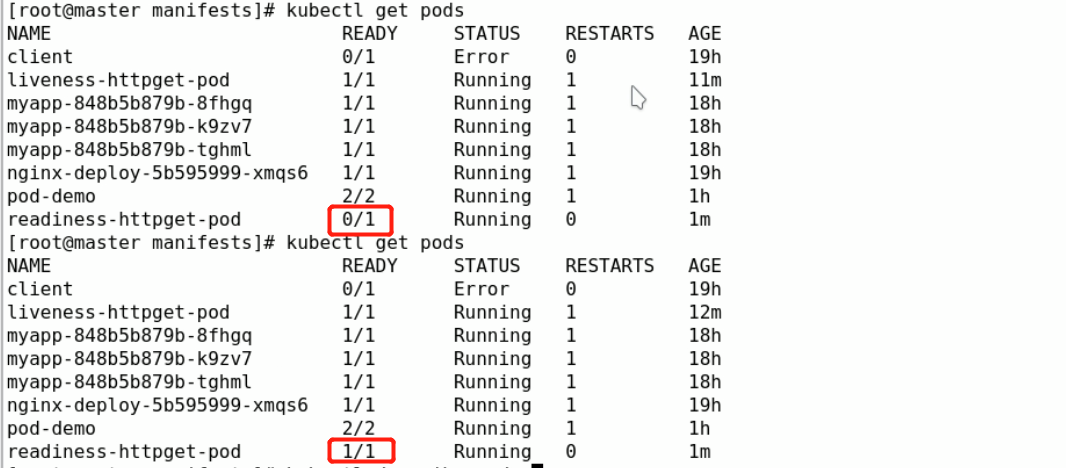 [root@master manifests]# kubectl get pods
NAME READY STATUS RESTARTS AGE
client 0/1 Error 0 19h
liveness-httpget-pod 1/1 Running 1 11m
myapp-848b5b879b-8fhgq 1/1 Running 1 18h
myapp-848b5b879b-k9zv7 1/1 Running 1 18h
myapp-848b5b879b-tghml 1/1 Running 1 18h
nginx-deploy-5b595999-xmqs6 1/1 Running 1 19h
pod-demo 2/2 Running 1 1h
readiness-httpget-pod 0/1 Running 0 1m
[root@master manifests]# kubectl get pods
NAME READY STATUS RESTARTS AGE
client 0/1 Error 0 19h
liveness-httpget-pod 1/1 Running 1 12m
myapp-848b5b879b-8fhgq 1/1 Running 1 18h
myapp-848b5b879b-k9zv7 1/1 Running 1 18h
myapp-848b5b879b-tghml 1/1 Running 1 18h
nginx-deploy-5b595999-xmqs6 1/1 Running 1 19h
pod-demo 2/2 Running 1 1h
readiness-httpget-pod 1/1 Running 0 1m